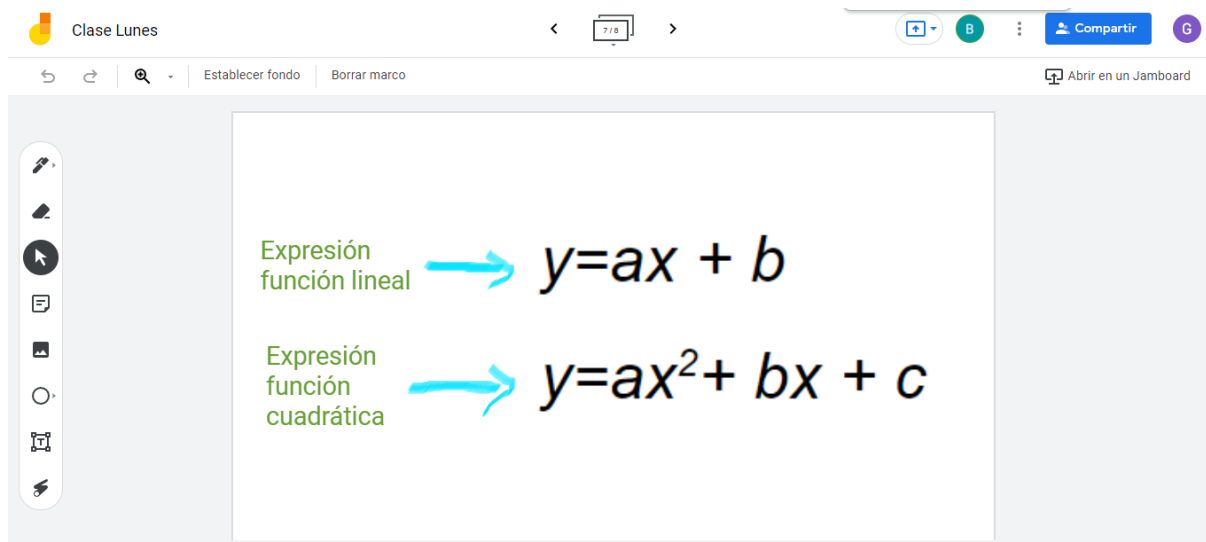 Clase Lunes
7 / 8
B
Compartir
G
Establecer fondo
Borrar marco
Abrir en un Jamboard
Expresión
función lineal
y=ax + b
Expresión
función
cuadrática
y=ax²+ bx + c
T